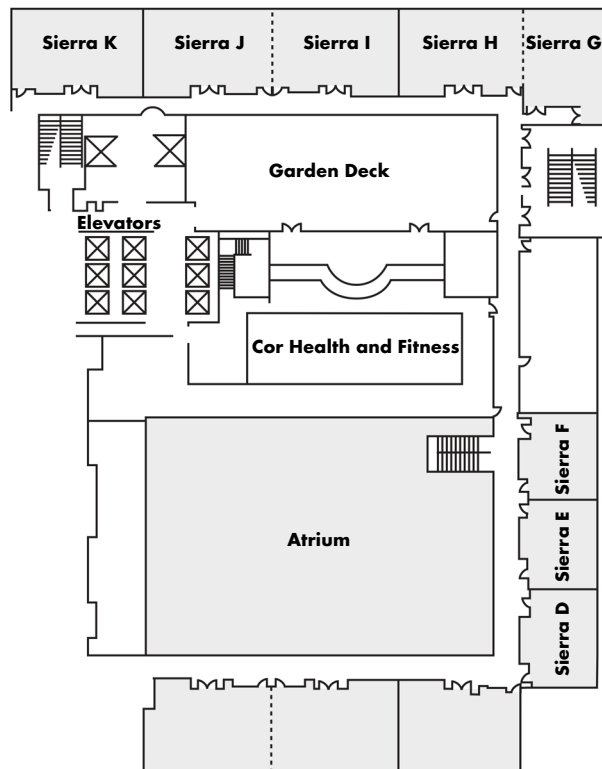 Sierra K
Sierra J
Sierra I
Sierra H
Sierra G
Garden Deck
Elevators
Cor Health and Fitness
Sierra F
Atrium
Sierra E
Sierra D